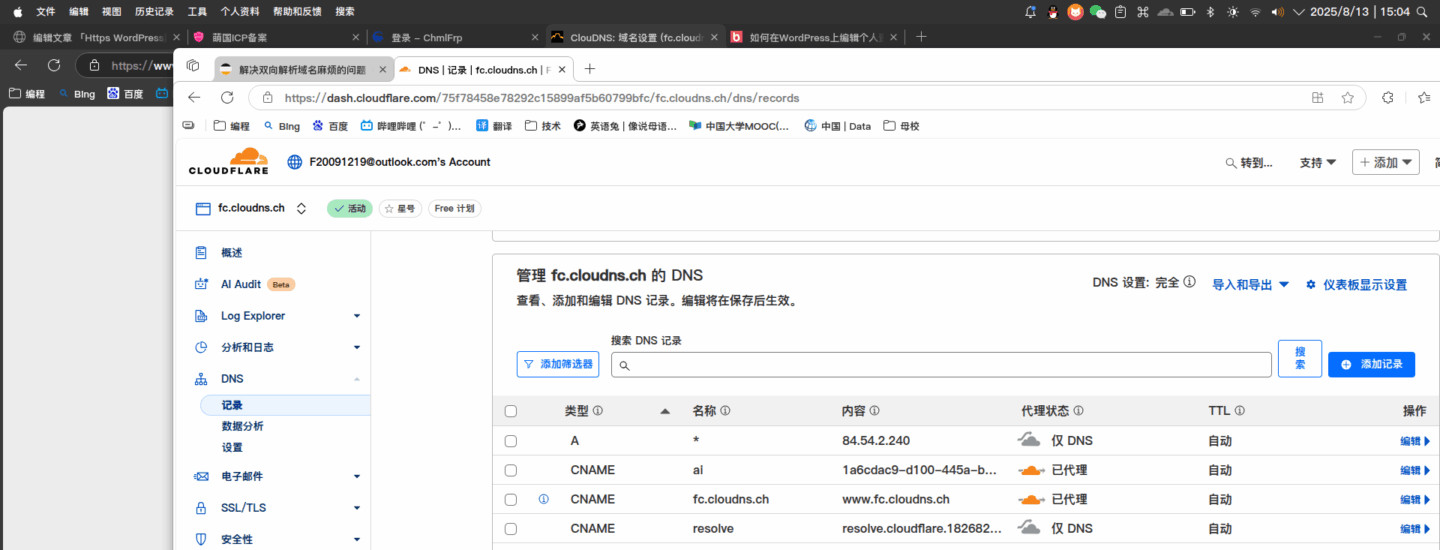 文件 编辑 视图 历史记录 工具 个人资料 帮助和反馈 搜索 2025/8/13 | 15:04
编辑文章 「Https WordPress 萌国ICP备案 登录 – ChmlFrp ClouDNS: 域名设置 (fc.cloud 如何在WordPress上编辑个人
https://ww
编程 Bing 百度
解决双向解析域名麻烦的问题 DNS | 记录 | fc.cloudns.ch | F
https://dash.cloudflare.com/75f78458e78292c15899af5b60799bfc/fc.cloudns.ch/dns/records
编程 Bing 百度 哔哩哔哩 (゜-゜)... 翻译 技术 英语兔 | 像说母语... 中国大学MOOC(... 中国 | Data 母校
CLOUDFLARE F20091219@outlook.com's Account 转到... 支持 添加
fc.cloudns.ch 活动 星号 Free 计划
概述
AI Audit Beta
Log Explorer
分析和日志
DNS
记录
数据分析
设置
电子邮件
SSL/TLS
安全性
管理 fc.cloudns.ch 的 DNS
查看、添加和编辑 DNS 记录。编辑将在保存后生效。
DNS 设置: 完全 导入和导出 仪表板显示设置
搜索 DNS 记录
添加筛选器 搜索 添加记录
类型 名称 内容 代理状态 TTL 操作
A * 84.54.2.240 仅 DNS 自动 编辑
CNAME ai 1a6cdac9-d100-445a-b... 已代理 自动 编辑
CNAME fc.cloudns.ch www.fc.cloudns.ch 已代理 自动 编辑
CNAME resolve resolve.cloudflare.182682... 仅 DNS 自动 编辑